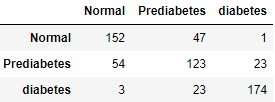 Normal Prediabetes diabetes
Normal 152 47 1
Prediabetes 54 123 23
diabetes 3 23 174